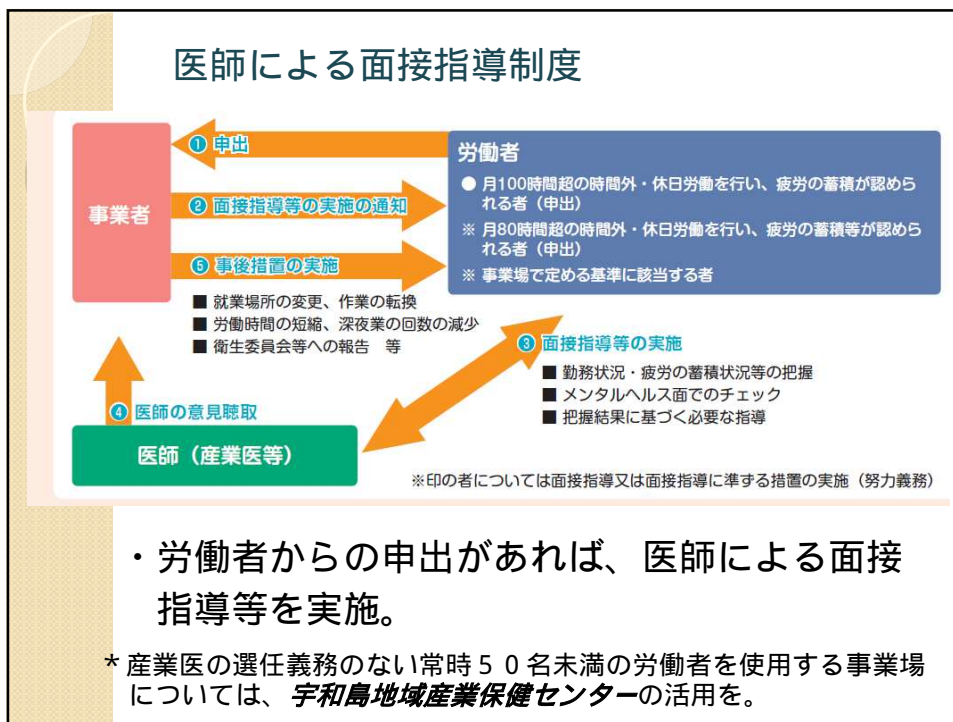 医師による面接指導制度
事業者
❶ 申出
❷ 面接指導等の実施の通知
❺ 事後措置の実施
■ 就業場所の変更、作業の転換
■ 労働時間の短縮、深夜業の回数の減少
■ 衛生委員会等への報告 等
労働者
● 月100時間超の時間外・休日労働を行い、疲労の蓄積が認めら
れる者（申出）
※ 月80時間超の時間外・休日労働を行い、疲労の蓄積等が認めら
れる者（申出）
※ 事業場で定める基準に該当する者
❸ 面接指導等の実施
■ 勤務状況・疲労の蓄積状況等の把握
■ メンタルヘルス面でのチェック
■ 把握結果に基づく必要な指導
❹ 医師の意見聴取
医師（産業医等）
※印の者については面接指導又は面接指導に準ずる措置の実施（努力義務）
・労働者からの申出があれば、医師による面接
指導等を実施。
＊産業医の選任義務のない常時５０名未満の労働者を使用する事業場
については、宇和島地域産業保健センターの活用を。